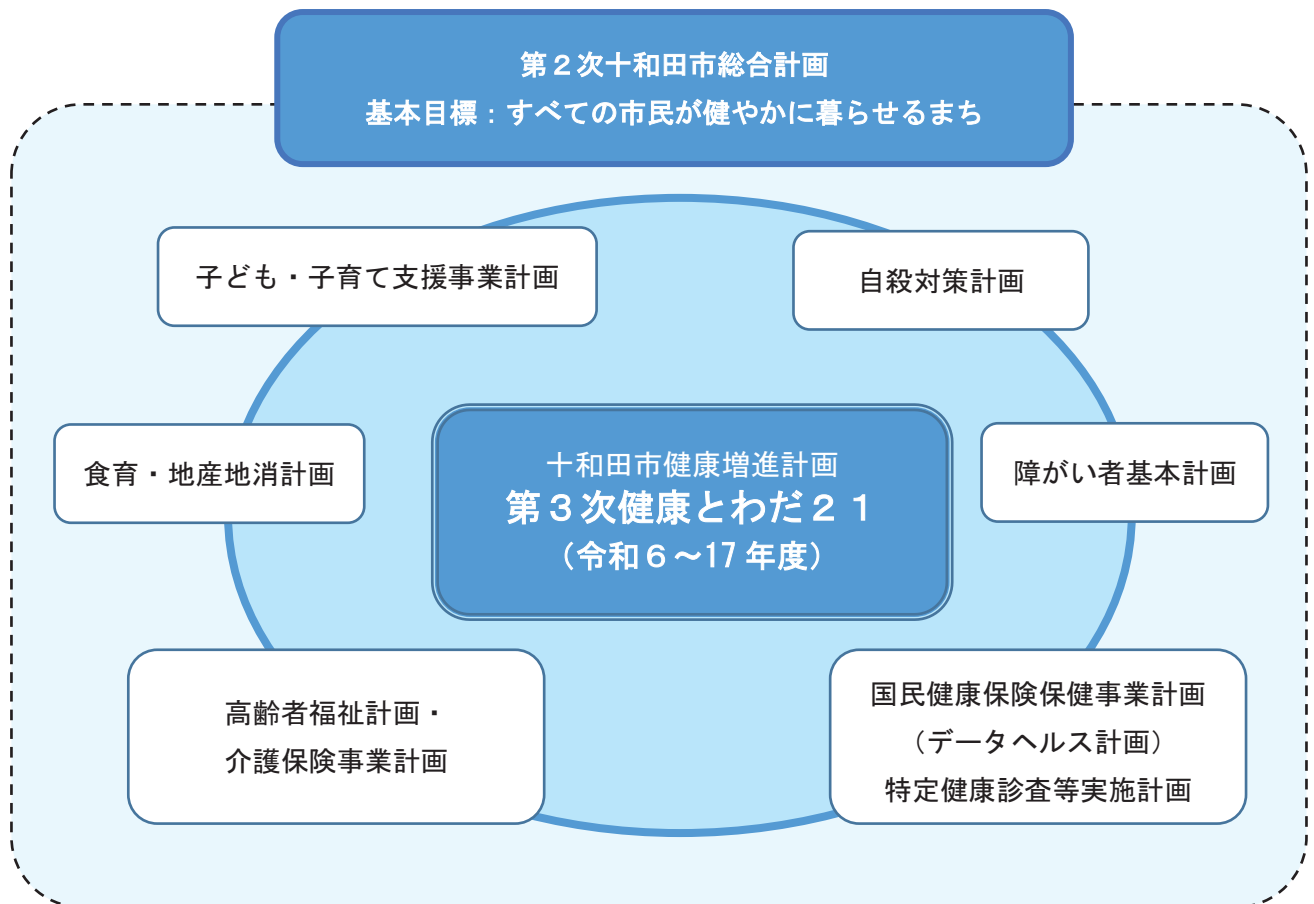 第２次十和田市総合計画
基本目標：すべての市民が健やかに暮らせるまち
子ども・子育て支援事業計画
自殺対策計画
食育・地産地消計画
十和田市健康増進計画
第３次健康とわだ２１
（令和６～17 年度）
障がい者基本計画
高齢者福祉計画・
介護保険事業計画
国民健康保険保健事業計画
（データヘルス計画）
特定健康診査等実施計画